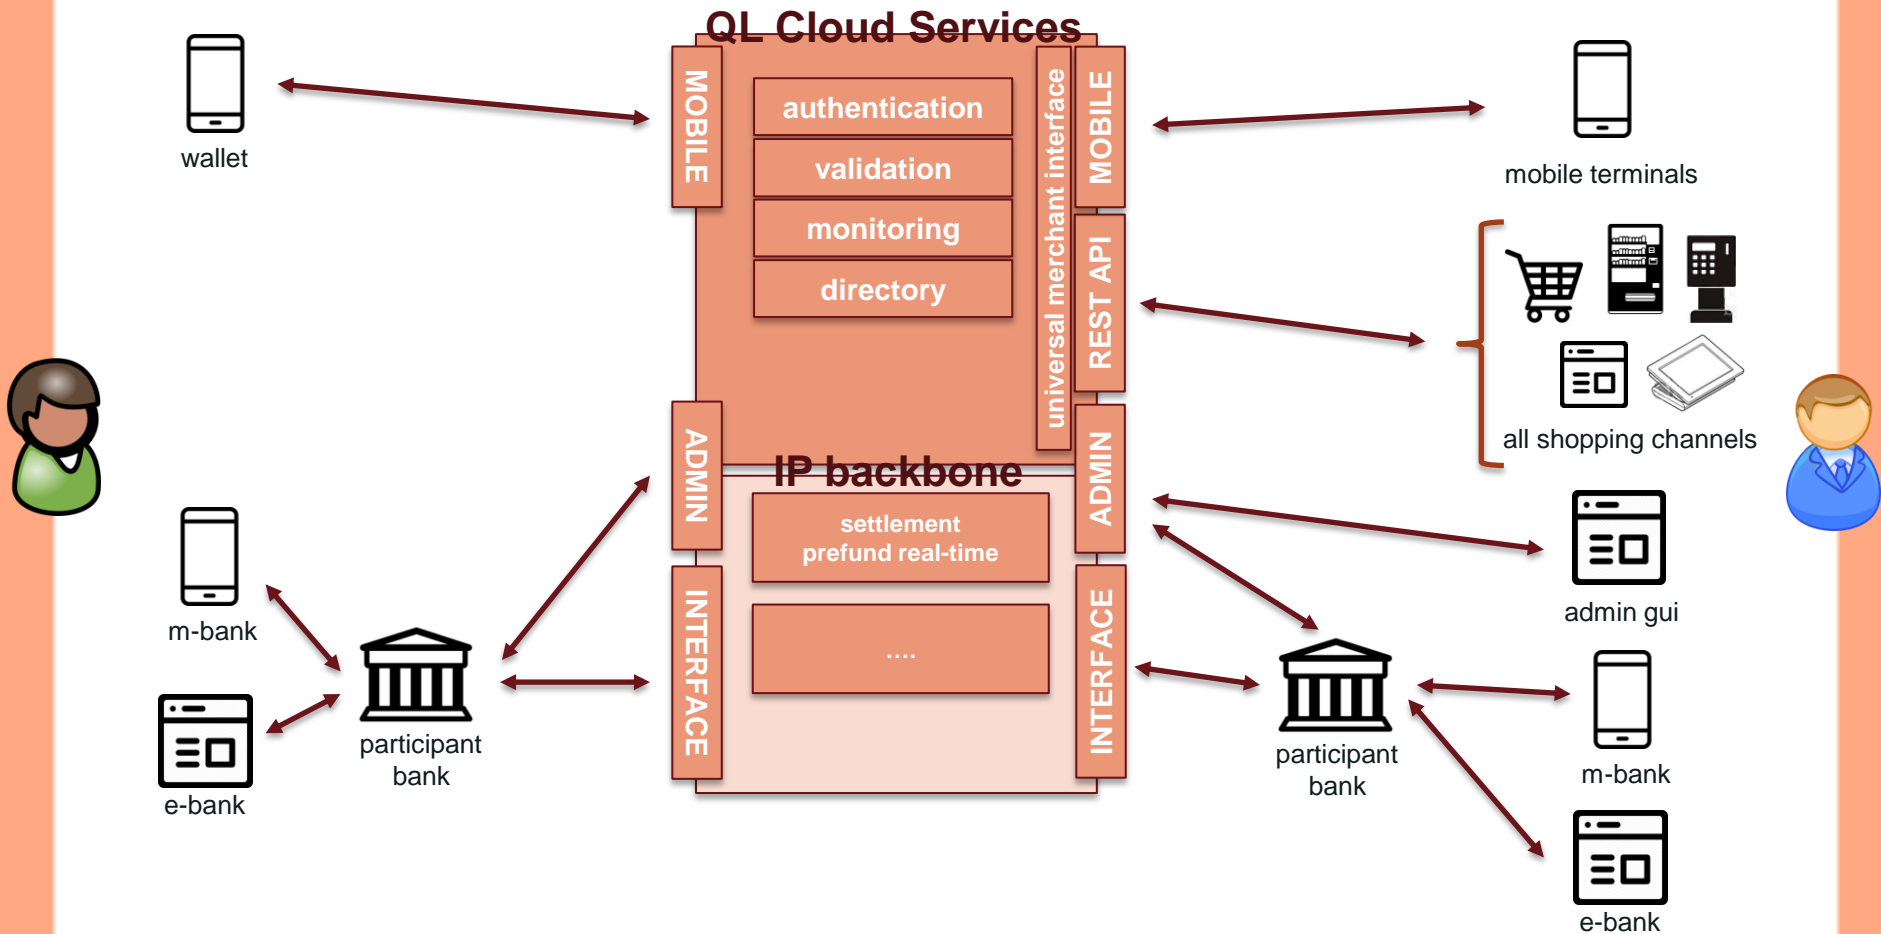 QL Cloud Services
wallet
MOBILE
authentication
validation
monitoring
directory
universal merchant interface
MOBILE
REST API
mobile terminals
all shopping channels
ADMIN
IP backbone
ADMIN
settlement
prefund real-time
....
INTERFACE
INTERFACE
m-bank
e-bank
participant
bank
admin gui
participant
bank
m-bank
e-bank